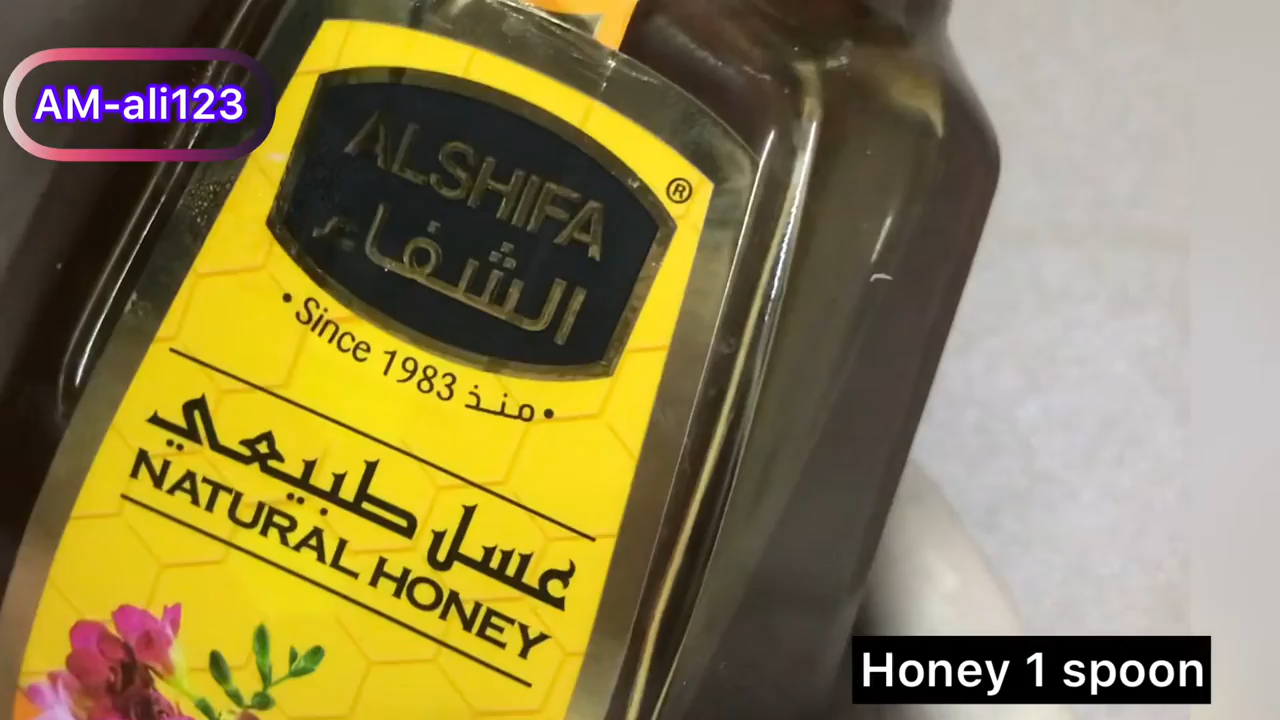 AM-ali123
ALSHIFA
®
الشفاء
• Since 1983 منذ •
عسل طبيعي
NATURAL HONEY
Honey 1 spoon